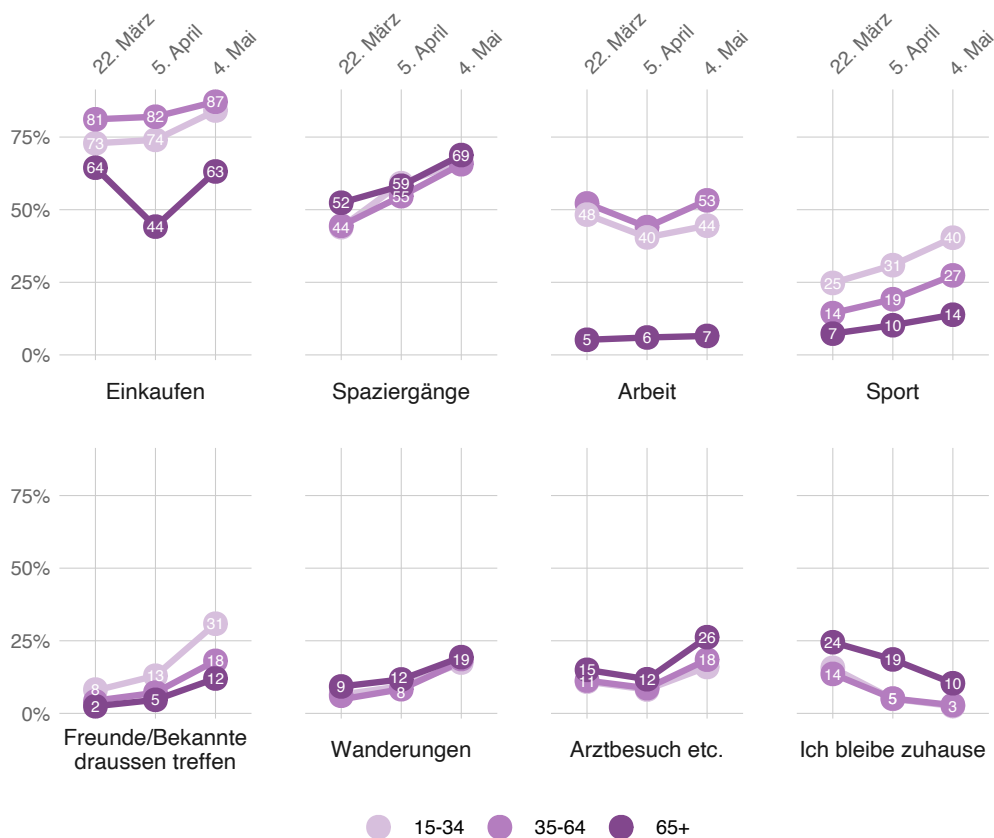 22. März 5. April 4. Mai 22. März 5. April 4. Mai 22. März 5. April 4. Mai 22. März 5. April 4. Mai
75%
50%
25%
0%
81 82 87
73 74
64 44 63
52 59 69
44 55
48 40 44
53
5 6 7
25 31 40
14 19 27
7 10 14
Einkaufen Spaziergänge Arbeit Sport
75%
50%
25%
0%
8 13 31
18
2 5 12
9 12 19
8
15 12 26
11 18
24 19 10
14 5 3
Freunde/Bekannte
draussen treffen
Wanderungen Arztbesuch etc. Ich bleibe zuhause
15-34 35-64 65+